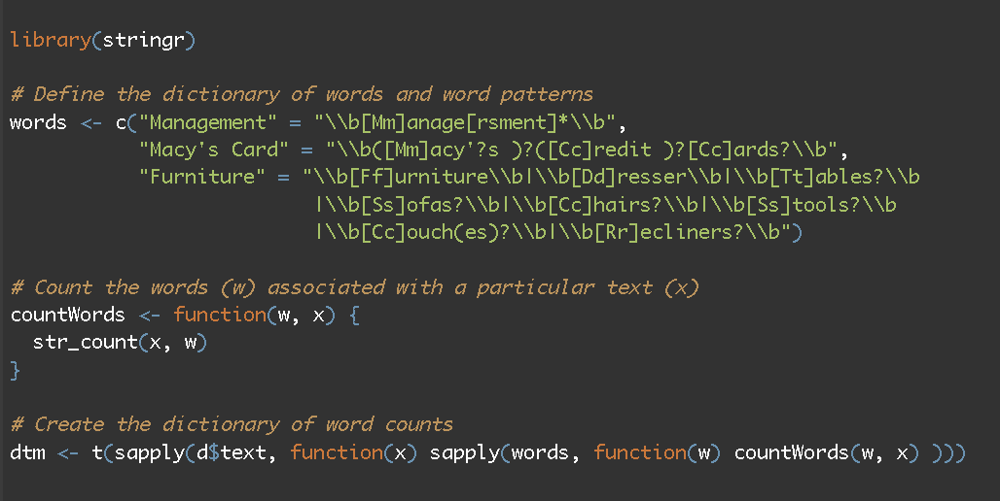 library(stringr)
# Define the dictionary of words and word patterns
words <- c("Management" = "\\b[Mm]anage[rsment]*\\b",
"Macy's Card" = "\\b([Mm]acy'?s )?([Cc]redit )?[Cc]ards?\\b",
"Furniture" = "\\b[Ff]urniture\\b|\\b[Dd]resser\\b|\\b[Tt]ables?\\b
|\\b[Ss]ofas?\\b|\\b[Cc]hairs?\\b|\\b[Ss]tools?\\b
|\\b[Cc]ouch(es)?\\b|\\b[Rr]ecliners?\\b")
# Count the words (w) associated with a particular text (x)
countWords <- function(w, x) {
str_count(x, w)
}
# Create the dictionary of word counts
dtm <- t(sapply(d$text, function(x) sapply(words, function(w) countWords(w, x) )))